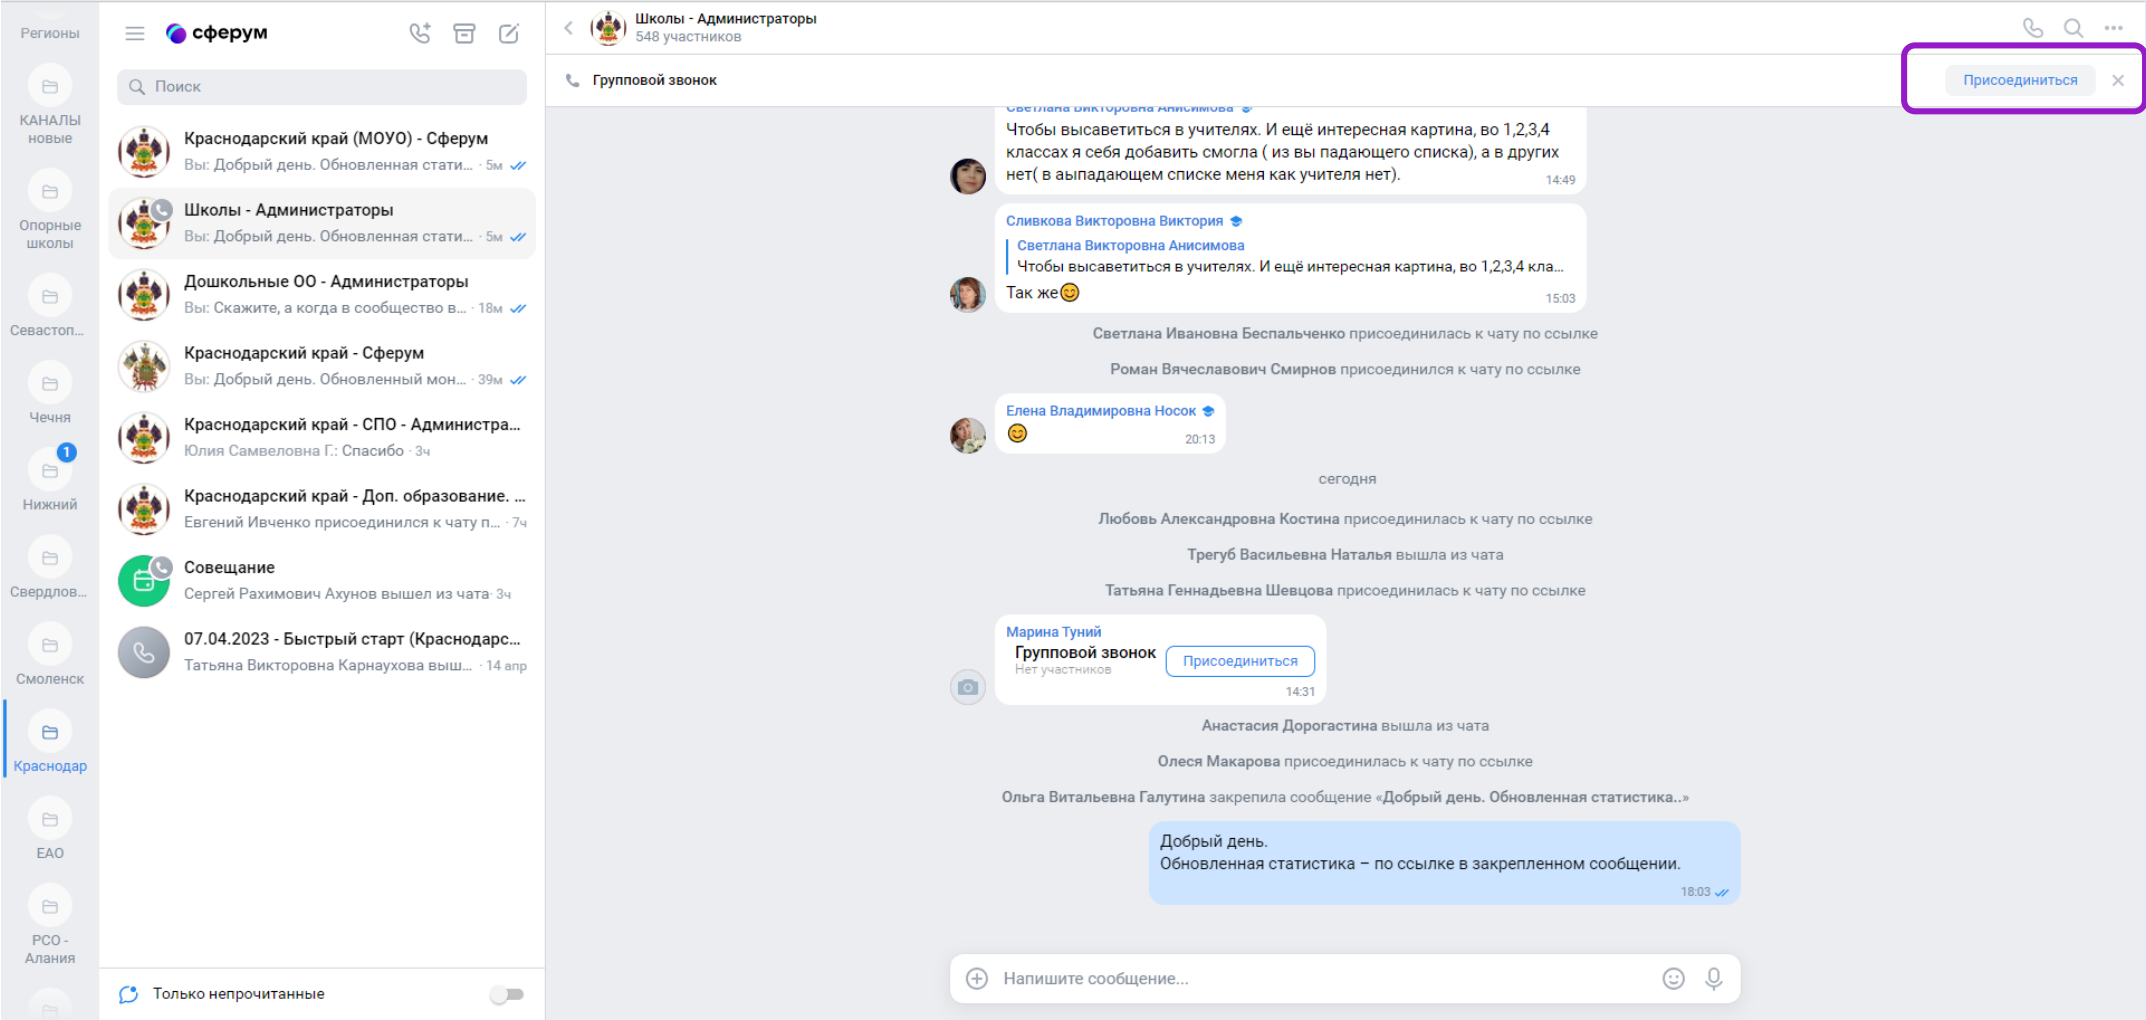 Регионы
КАНАЛЫ
новые
Опорные
школы
Севастоп...
Чечня
1
Нижний
Свердлов...
Смоленск
Краснодар
ЕАО
РСО -
Алания
сферум
Поиск
Краснодарский край (МОУО) - Сферум
Вы: Добрый день. Обновленная стати... · 5м
Школы - Администраторы
Вы: Добрый день. Обновленная стати... · 5м
Дошкольные ОО - Администраторы
Вы: Скажите, а когда в сообщество в... · 18м
Краснодарский край - Сферум
Вы: Добрый день. Обновленный мон... · 39м
Краснодарский край - СПО - Администра...
Юлия Самвеловна Г.: Спасибо · 3ч
Краснодарский край - Доп. образование. ...
Евгений Ивченко присоединился к чату п... · 7ч
Совещание
Сергей Рахимович Ахунов вышел из чата · 3ч
07.04.2023 - Быстрый старт (Краснодарс...
Татьяна Викторовна Карнаухова выш... · 14 апр
Только непрочитанные
Школы - Администраторы
548 участников
Групповой звонок
Присоединиться
Светлана Викторовна Анисимова
Чтобы высаветиться в учителях. И ещё интересная картина, во 1,2,3,4
классах я себя добавить смогла ( из вы падающего списка), а в других
нет( в аыпадающем списке меня как учителя нет).
14:49
Сливкова Викторовна Виктория
Светлана Викторовна Анисимова
Чтобы высаветиться в учителях. И ещё интересная картина, во 1,2,3,4 кла...
Так же😊
15:03
Светлана Ивановна Беспальченко присоединилась к чату по ссылке
Роман Вячеславович Смирнов присоединился к чату по ссылке
Елена Владимировна Носок
😊
20:13
сегодня
Любовь Александровна Костина присоединилась к чату по ссылке
Трегуб Васильевна Наталья вышла из чата
Татьяна Геннадьевна Шевцова присоединилась к чату по ссылке
Марина Туний
Групповой звонок
Нет участников
Присоединиться
14:31
Анастасия Дорогастина вышла из чата
Олеся Макарова присоединилась к чату по ссылке
Ольга Витальевна Галутина закрепила сообщение «Добрый день. Обновленная статистика..»
Добрый день.
Обновленная статистика – по ссылке в закрепленном сообщении.
18:03
Напишите сообщение...